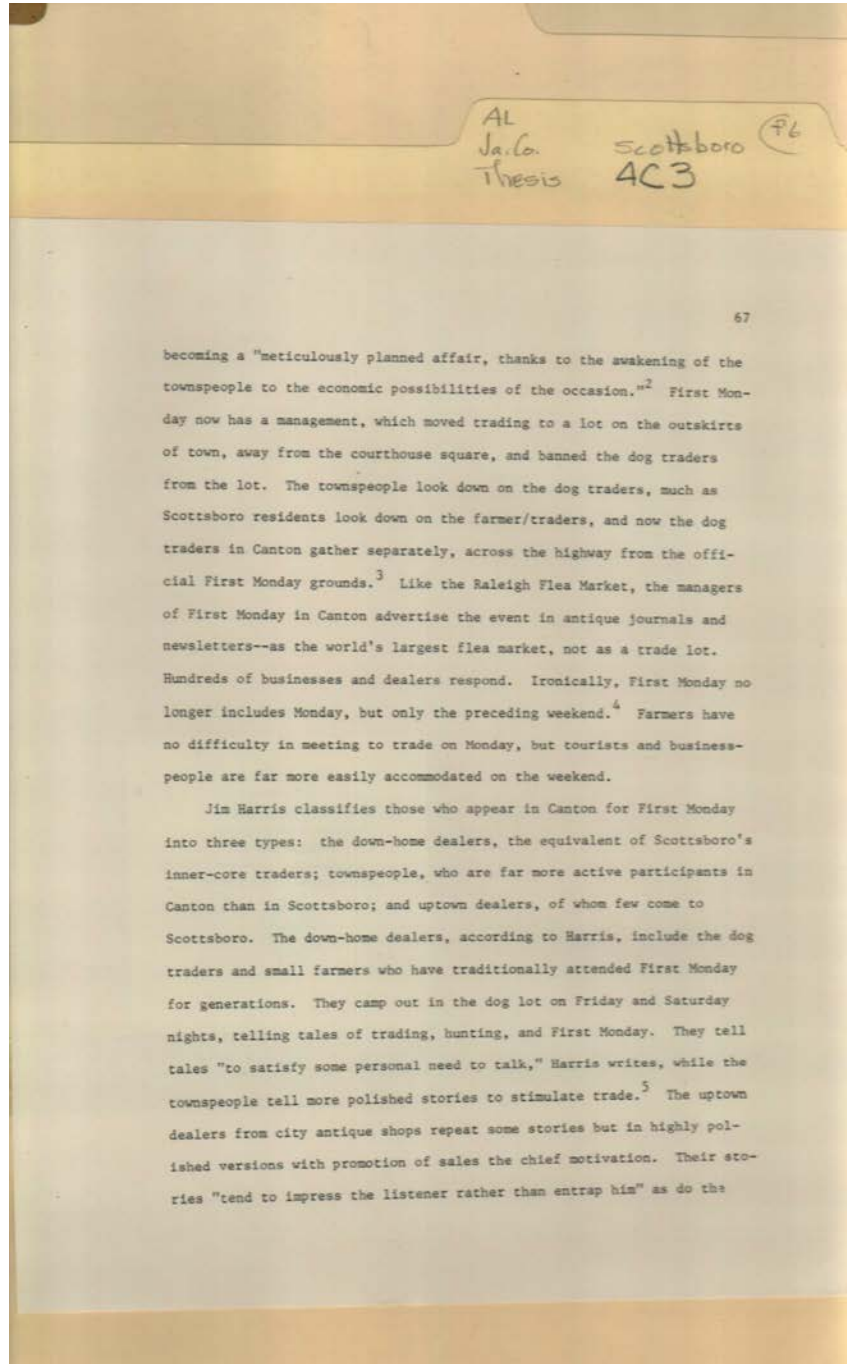 AL
Ja. Co. Scottsboro
Thesis 4C3
67
becoming a "meticulously planned affair, thanks to the awakening of the
townspeople to the economic possibilities of the occasion."2 First Mon-
day now has a management, which moved trading to a lot on the outskirts
of town, away from the courthouse square, and banned the dog traders
from the lot. The townspeople look down on the dog traders, much as
Scottsboro residents look down on the farmer/traders, and now the dog
traders in Canton gather separately, across the highway from the offi-
cial First Monday grounds.3 Like the Raleigh Flea Market, the managers
of First Monday in Canton advertise the event in antique journals and
newsletters--as the world's largest flea market, not as a trade lot.
Hundreds of businesses and dealers respond. Ironically, First Monday no
longer includes Monday, but only the preceding weekend.4 Farmers have
no difficulty in meeting to trade on Monday, but tourists and business-
people are far more easily accommodated on the weekend.
Jim Harris classifies those who appear in Canton for First Monday
into three types: the down-home dealers, the equivalent of Scottsboro's
inner-core traders; townspeople, who are far more active participants in
Canton than in Scottsboro; and uptown dealers, of whom few come to
Scottsboro. The down-home dealers, according to Harris, include the dog
traders and small farmers who have traditionally attended First Monday
for generations. They camp out in the dog lot on Friday and Saturday
nights, telling tales of trading, hunting, and First Monday. They tell
tales "to satisfy some personal need to talk," Harris writes, while the
townspeople tell more polished stories to stimulate trade.5 The uptown
dealers from city antique shops repeat some stories but in highly pol-
ished versions with promotion of sales the chief motivation. Their sto-
ries "tend to impress the listener rather than entrap him" as do the